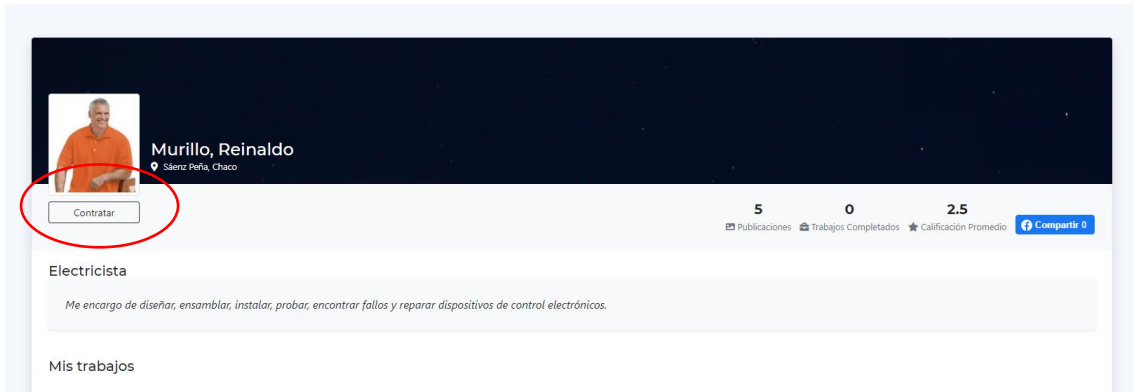 Murillo, Reinaldo
Sáenz Peña, Chaco
Contratar
5 0 2.5
Publicaciones Trabajos Completados Calificación Promedio Compartir 0
Electricista
Me encargo de diseñar, ensamblar, instalar, probar, encontrar fallos y reparar dispositivos de control electrónicos.
Mis trabajos